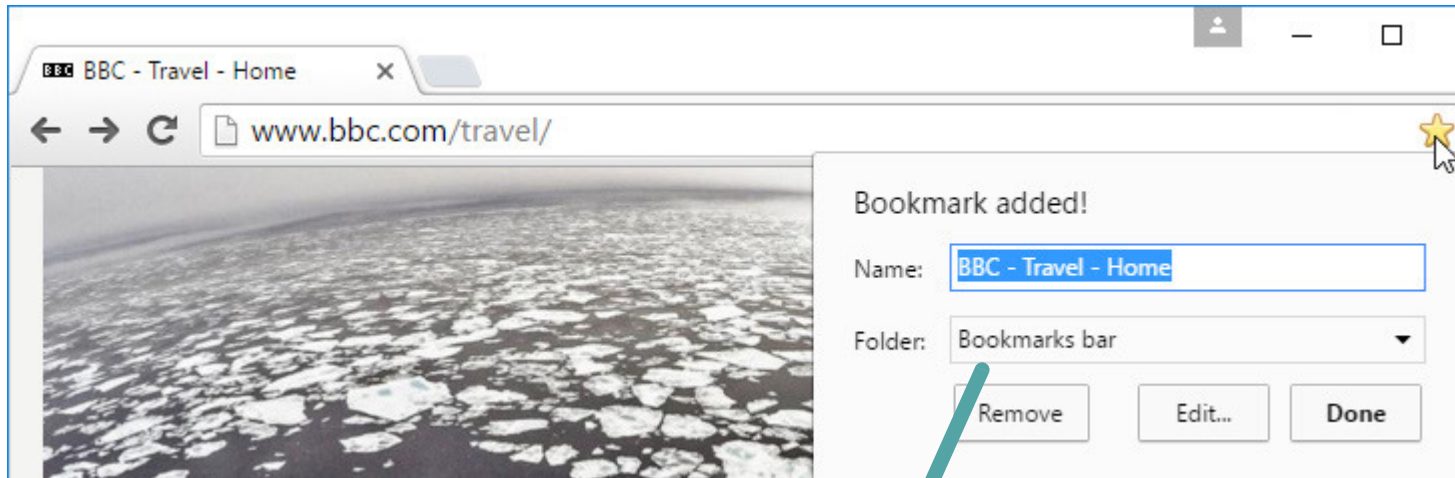 BBC BBC - Travel - Home
www.bbc.com/travel/
Bookmark added!
Name: BBC - Travel - Home
Folder: Bookmarks bar
Remove Edit... Done